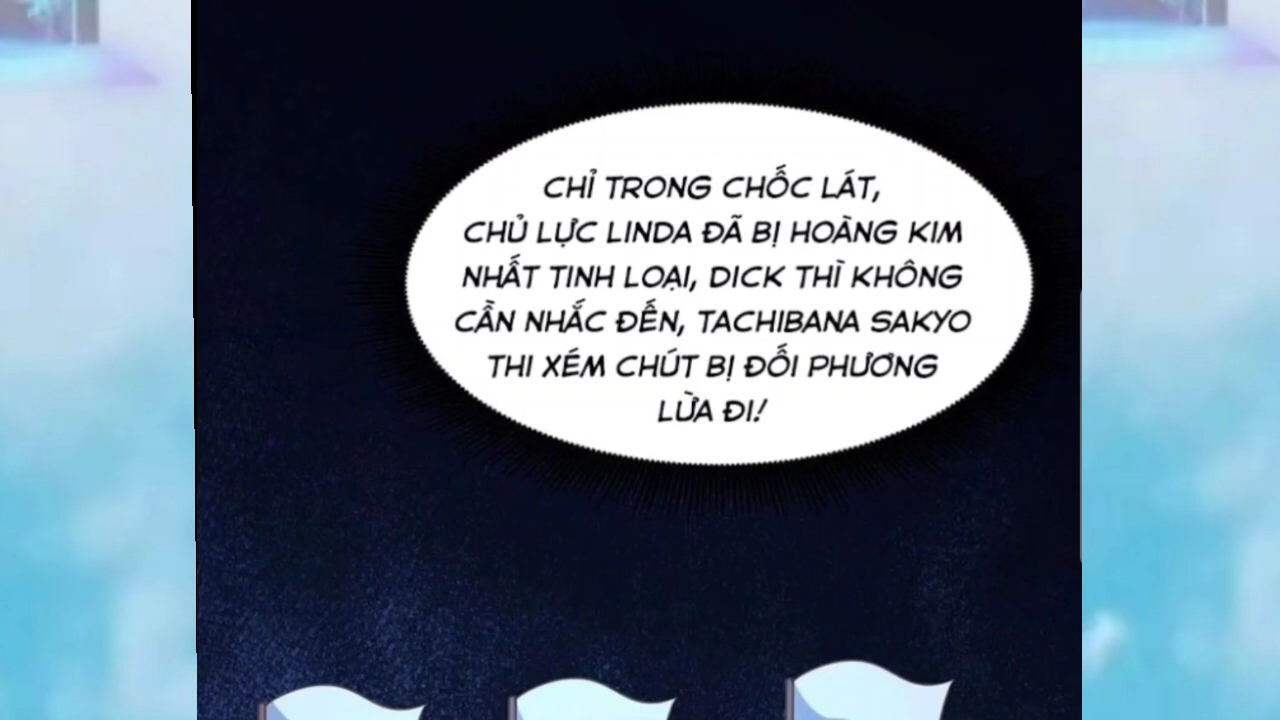 CHỈ TRONG CHỐC LÁT,
CHỦ LỰC LINDA ĐÃ BỊ HOÀNG KIM
NHẤT TINH LOẠI, DICK THÌ KHÔNG
CẦN NHẮC ĐẾN, TACHIBANA SAKYO
THI XÉM CHÚT BỊ ĐỐI PHƯƠNG
LỪA ĐI!